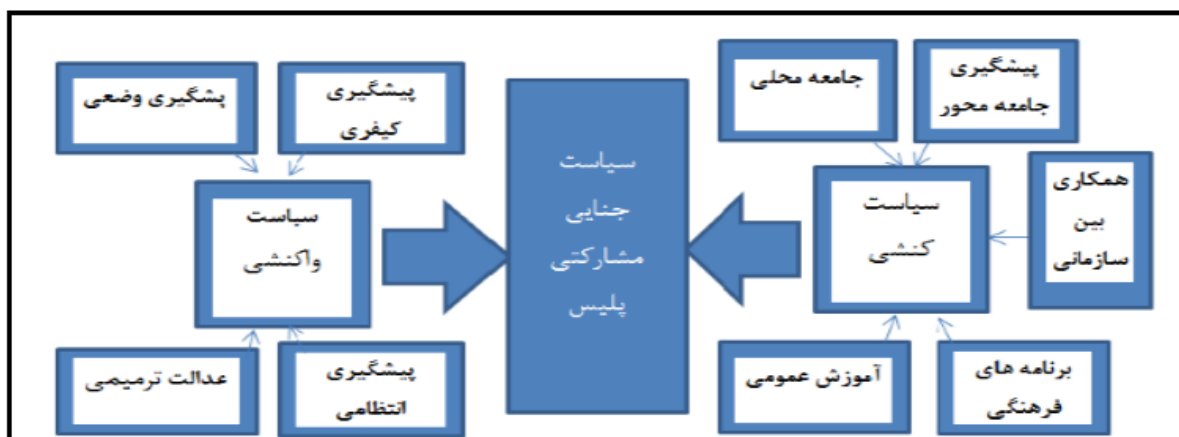 پیشگیری
جامعه محور
جامعه محلی
همکاری
بین
سازمانی
سیاست
کنشی
برنامه های
فرهنگی
آموزش عمومی
سیاست
جنایی
مشارکتی
پلیس
پیشگیری
کیفری
پشگیری وضعی
سیاست
واکنشی
پیشگیری
انتظامی
عدالت ترمیمی